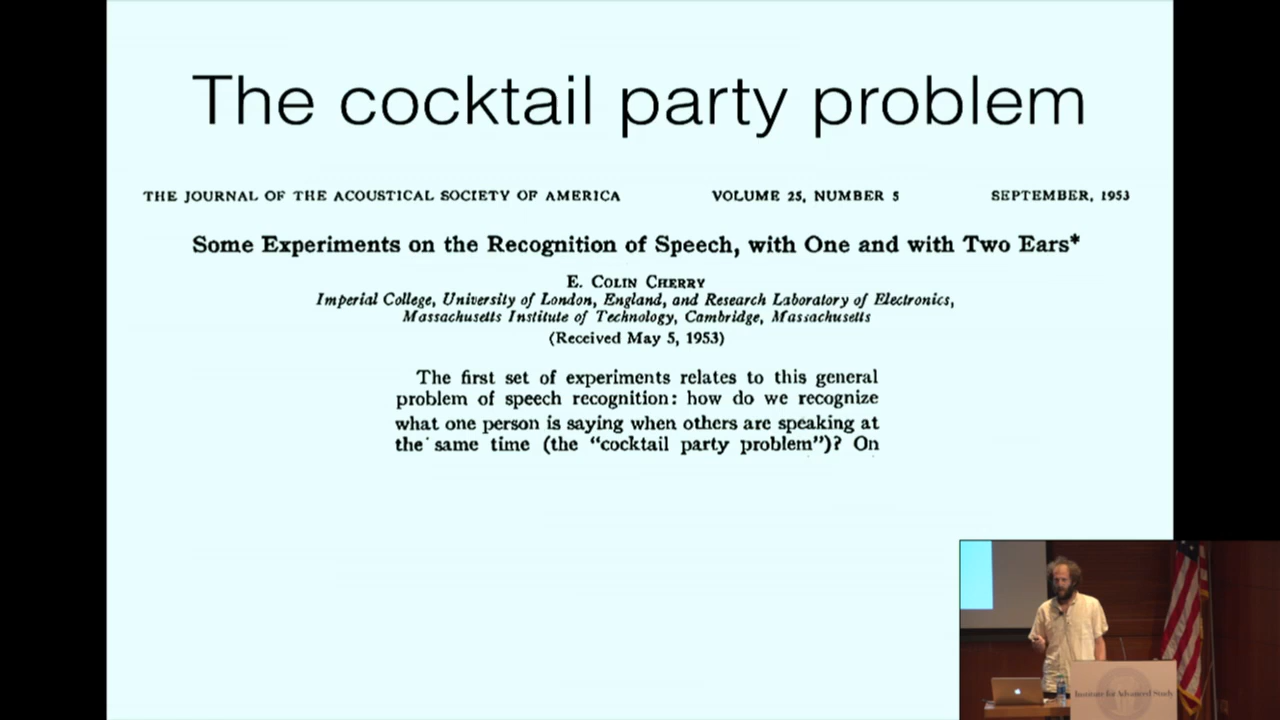 The cocktail party problem
THE JOURNAL OF THE ACOUSTICAL SOCIETY OF AMERICA VOLUME 25, NUMBER 5 SEPTEMBER, 1953
Some Experiments on the Recognition of Speech, with One and with Two Ears*
E. COLIN CHERRY
Imperial College, University of London, England, and Research Laboratory of Electronics,
Massachusetts Institute of Technology, Cambridge, Massachusetts
(Received May 5, 1953)
The first set of experiments relates to this general
problem of speech recognition: how do we recognize
what one person is saying when others are speaking at
the same time (the “cocktail party problem”)? On
Institute for Advanced Study